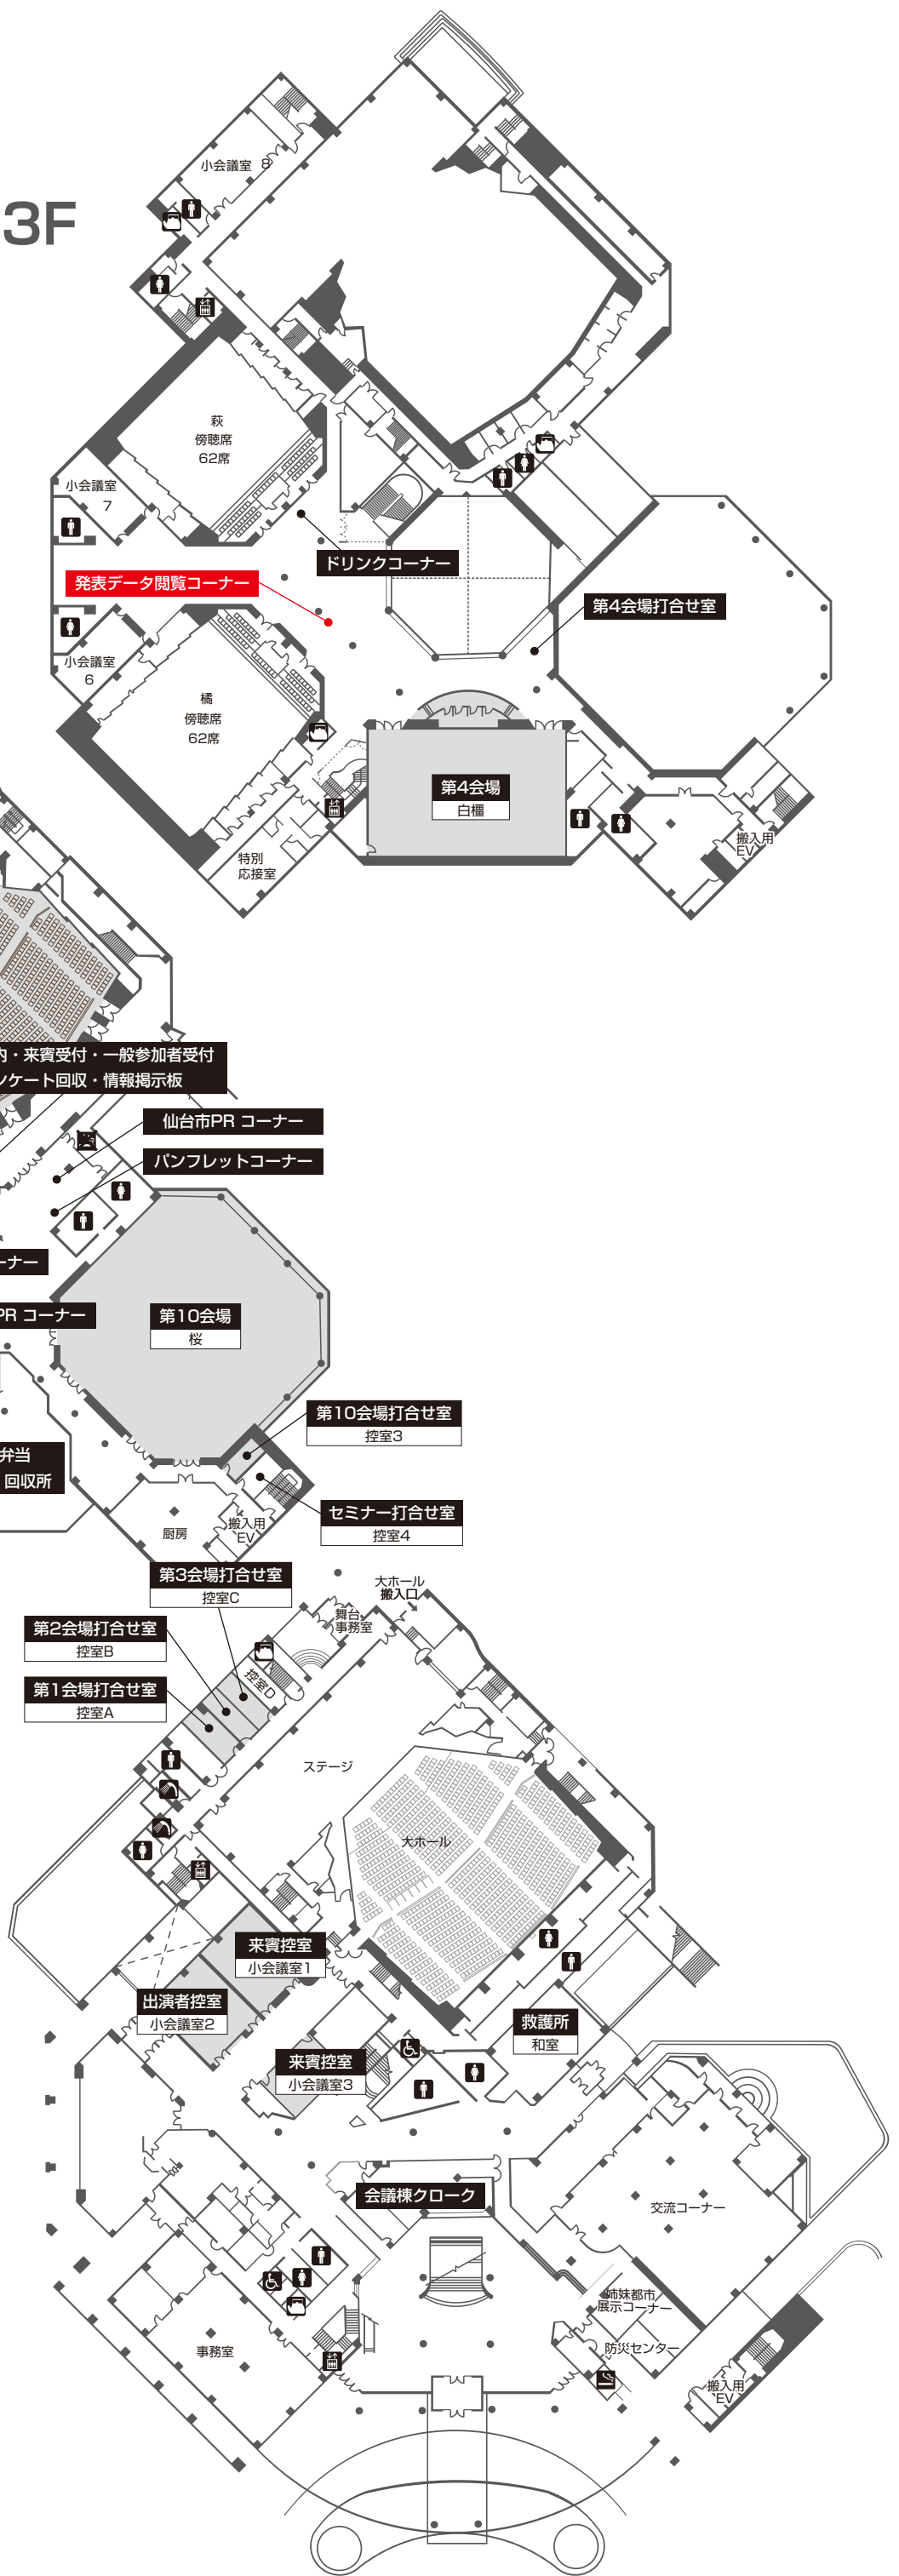 3F
小会議室 8
萩
傍聴席
62席
小会議室
7
ドリンクコーナー
発表データ閲覧コーナー
第4会場打合せ室
小会議室
6
橘
傍聴席
62席
第4会場
白橿
特別
応接室
搬入用
EV
内・来賓受付・一般参加者受付
ンケート回収・情報掲示板
仙台市PR コーナー
パンフレットコーナー
ーナー
PR コーナー
第10会場
桜
第10会場打合せ室
控室3
弁当
回収所
セミナー打合せ室
控室4
厨房
搬入用
EV
第3会場打合せ室
控室C
大ホール
搬入口
舞台
事務室
第2会場打合せ室
控室B
控室D
第1会場打合せ室
控室A
ステージ
大ホール
来賓控室
小会議室1
出演者控室
小会議室2
救護所
和室
来賓控室
小会議室3
会議棟クローク
交流コーナー
姉妹都市
展示コーナー
防災センター
事務室
搬入用
EV